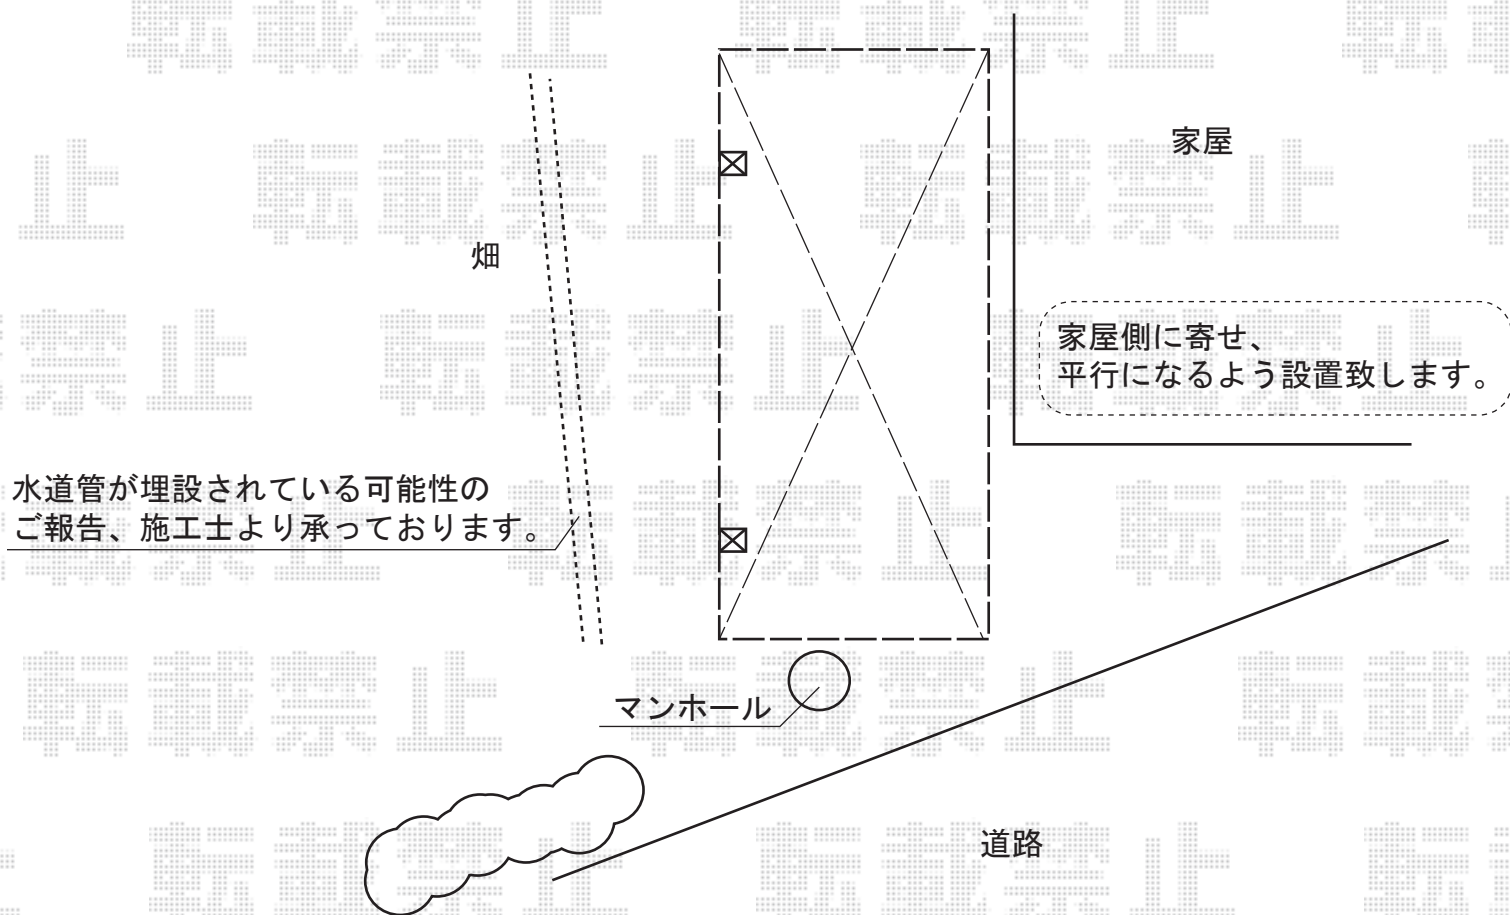 家屋
畑
家屋側に寄せ、
平行になるよう設置致します。
水道管が埋設されている可能性の
ご報告、施工士より承っております。
マンホール
道路
転載禁止